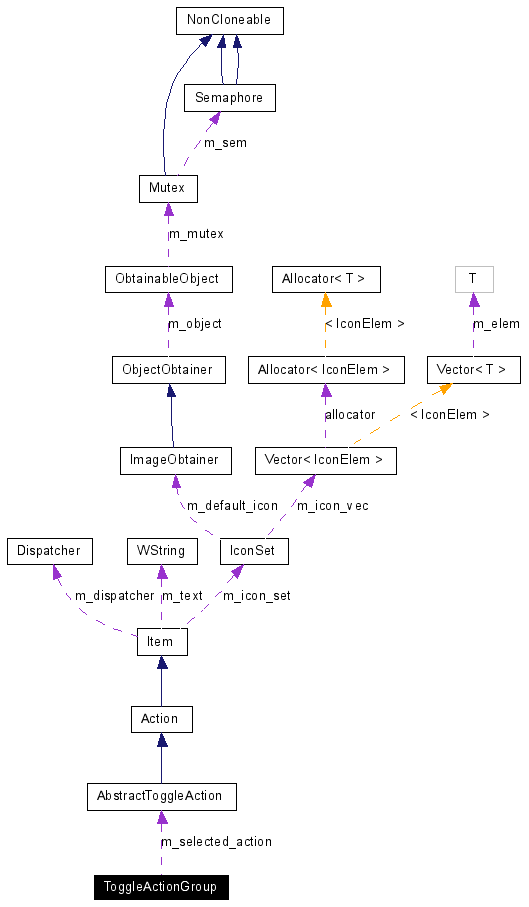 NonCloneable
Semaphore
m_sem
Mutex
m_mutex
ObtainableObject
Allocator< T >
T
m_object
< IconElem >
m_elem
ObjectObtainer
Allocator< IconElem >
Vector< T >
allocator
< IconElem >
ImageObtainer
Vector< IconElem >
m_default_icon
m_icon_vec
Dispatcher
WString
IconSet
m_dispatcher
m_text
m_icon_set
Item
Action
AbstractToggleAction
m_selected_action
ToggleActionGroup